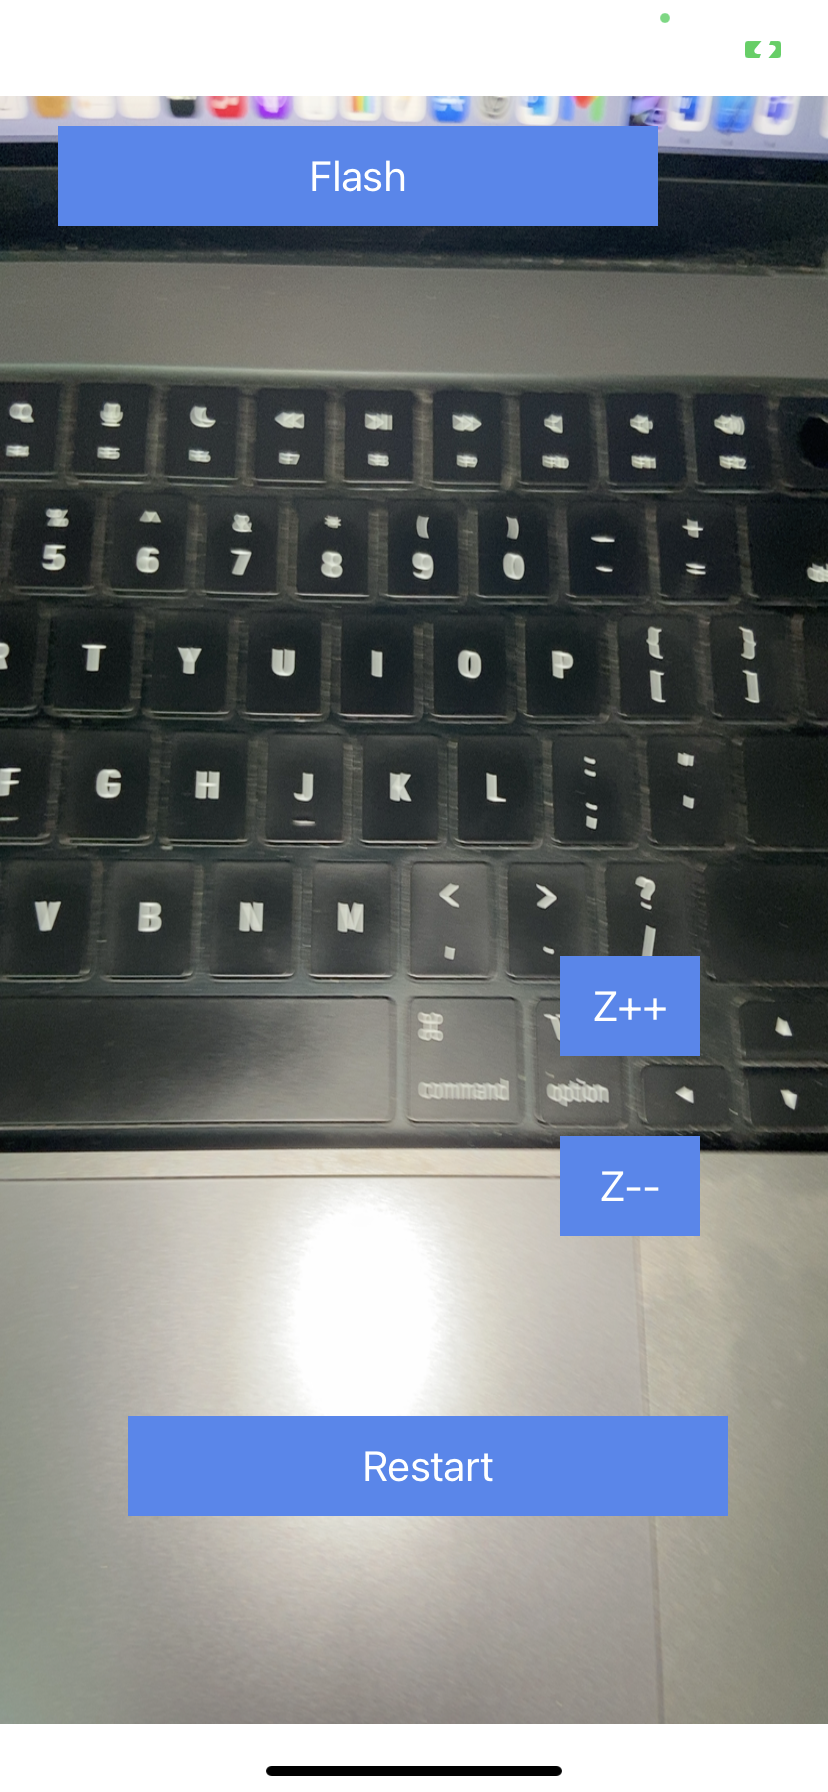 Flash
% ^ & * ( ) — +
5 6 7 8 9 0 - =
T Y U I O P { }
[ ]
G H J K L : "
; '
V B N M < > ?
, . /
⌘
Z++
command option
Z--
Restart